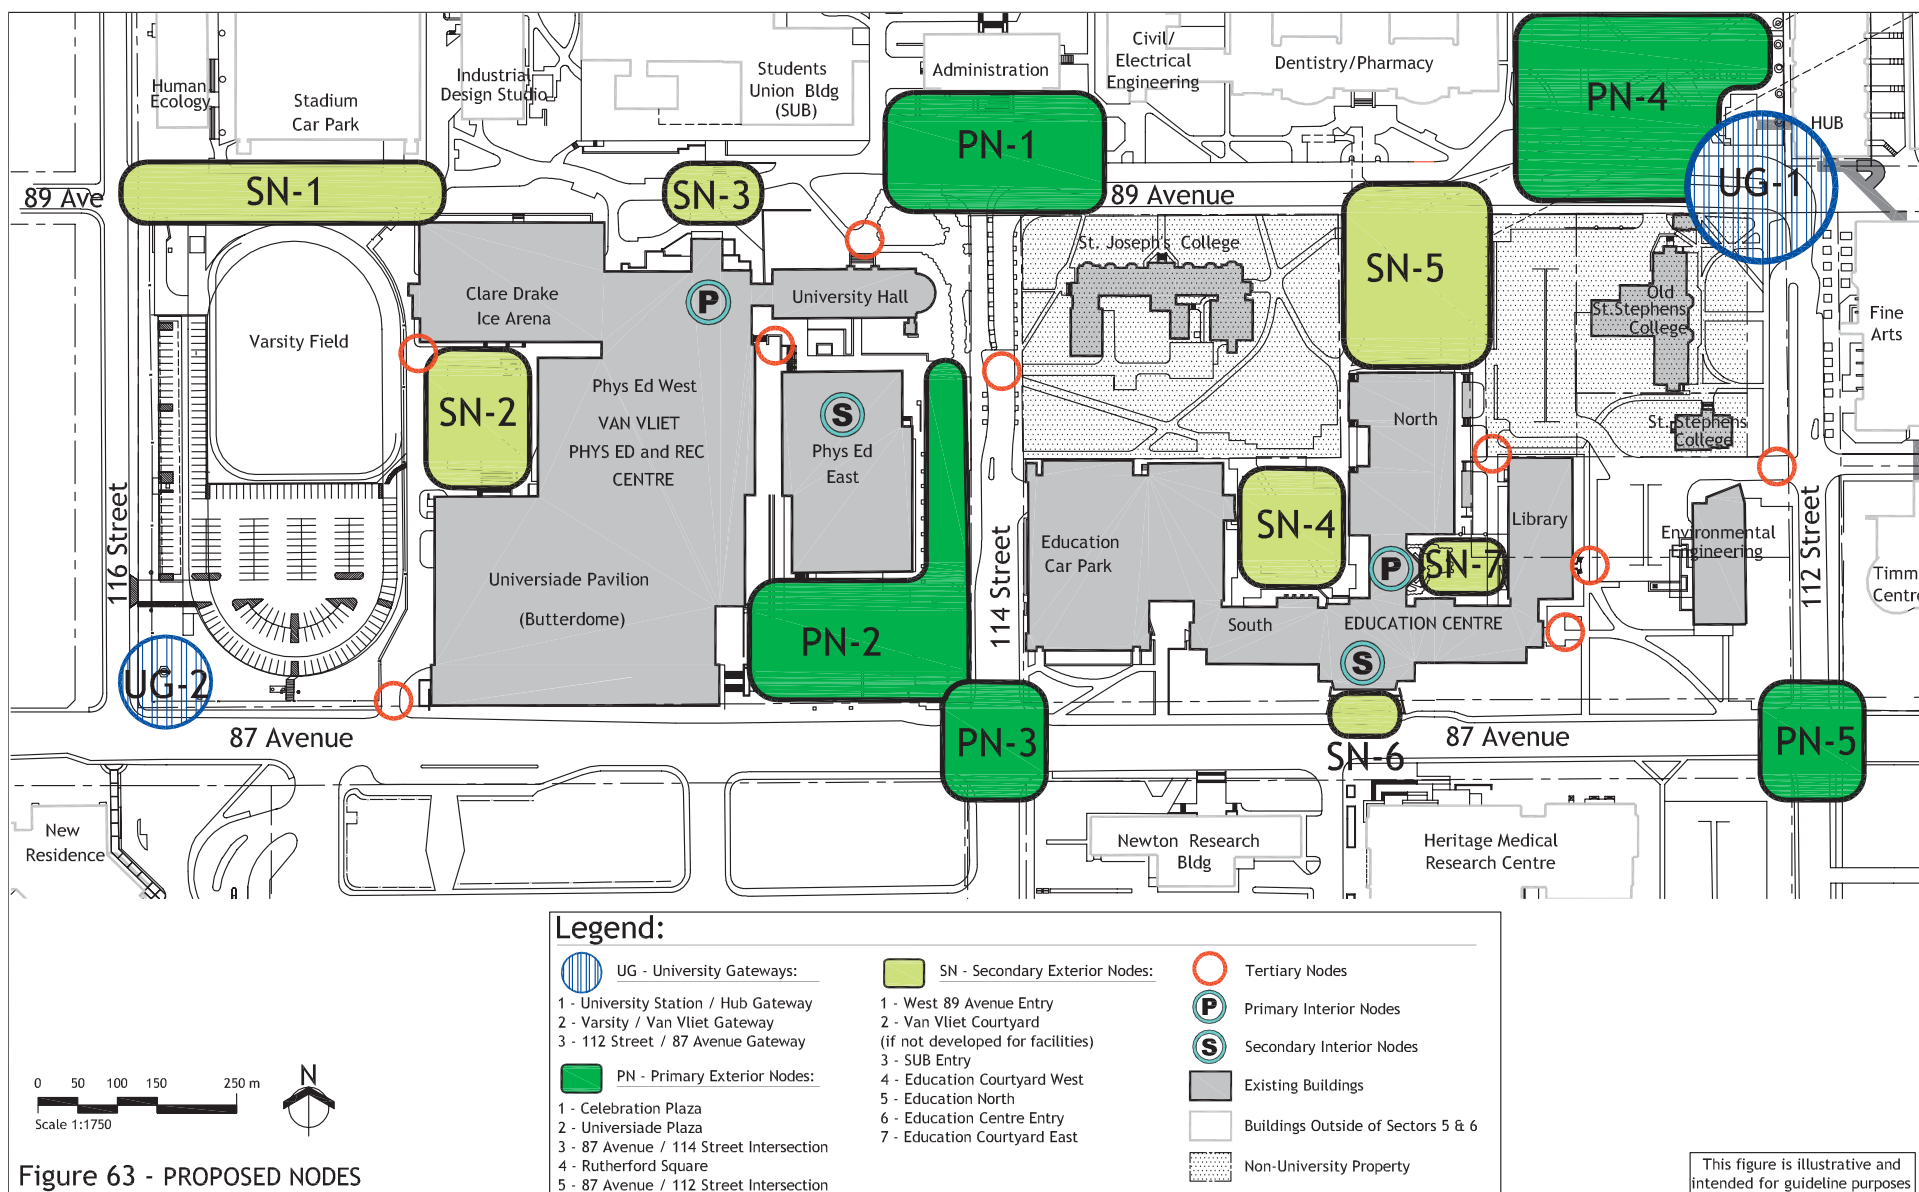 Human
Ecology
Stadium
Car Park
Industrial
Design Studio
Students
Union Bldg
(SUB)
Administration
Civil/
Electrical
Engineering
Dentistry/Pharmacy
PN-4
HUB
PN-1
UG-1
89 Ave
SN-1
SN-3
89 Avenue
St. Joseph's College
SN-5
Clare Drake
Ice Arena
P
University Hall
Old
St.Stephens
College
Fine
Arts
Varsity Field
Phys Ed West
VAN VLIET
PHYS ED and REC
CENTRE
SN-2
S
Phys Ed
East
North
St. Stephens
College
116 Street
114 Street
112 Street
Education
Car Park
SN-4
Library
Environmental
Engineering
P
SN-7
Universiade Pavilion
(Butterdome)
Timm
Centre
South
EDUCATION CENTRE
PN-2
S
UG-2
87 Avenue
PN-3
SN-6
87 Avenue
PN-5
New
Residence
Newton Research
Bldg
Heritage Medical
Research Centre
Legend:
UG - University Gateways:
1 - University Station / Hub Gateway
2 - Varsity / Van Vliet Gateway
3 - 112 Street / 87 Avenue Gateway
PN - Primary Exterior Nodes:
1 - Celebration Plaza
2 - Universiade Plaza
3 - 87 Avenue / 114 Street Intersection
4 - Rutherford Square
5 - 87 Avenue / 112 Street Intersection
SN - Secondary Exterior Nodes:
1 - West 89 Avenue Entry
2 - Van Vliet Courtyard
(if not developed for facilities)
3 - SUB Entry
4 - Education Courtyard West
5 - Education North
6 - Education Centre Entry
7 - Education Courtyard East
Tertiary Nodes
P Primary Interior Nodes
S Secondary Interior Nodes
Existing Buildings
Buildings Outside of Sectors 5 & 6
Non-University Property
0 50 100 150 250 m
Scale 1:1750
N
Figure 63 - PROPOSED NODES
This figure is illustrative and
intended for guideline purposes